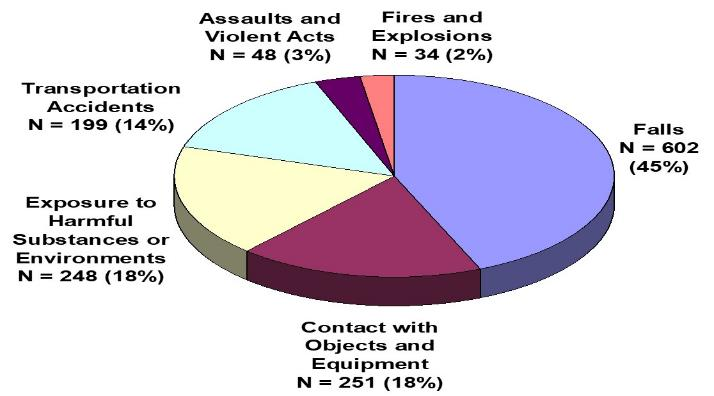 Assaults and
Violent Acts
N = 48 (3%)
Fires and
Explosions
N = 34 (2%)
Transportation
Accidents
N = 199 (14%)
Falls
N = 602
(45%)
Exposure to
Harmful
Substances or
Environments
N = 248 (18%)
Contact with
Objects and
Equipment
N = 251 (18%)